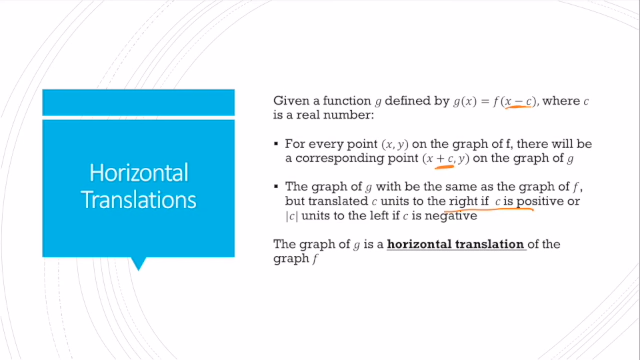 Horizontal
Translations
Given a function g defined by g(x) = f(x − c), where c
is a real number:
▪ For every point (x, y) on the graph of f, there will be
a corresponding point (x + c, y) on the graph of g
▪ The graph of g with be the same as the graph of f,
but translated c units to the right if c is positive or
|c| units to the left if c is negative
The graph of g is a horizontal translation of the
graph f